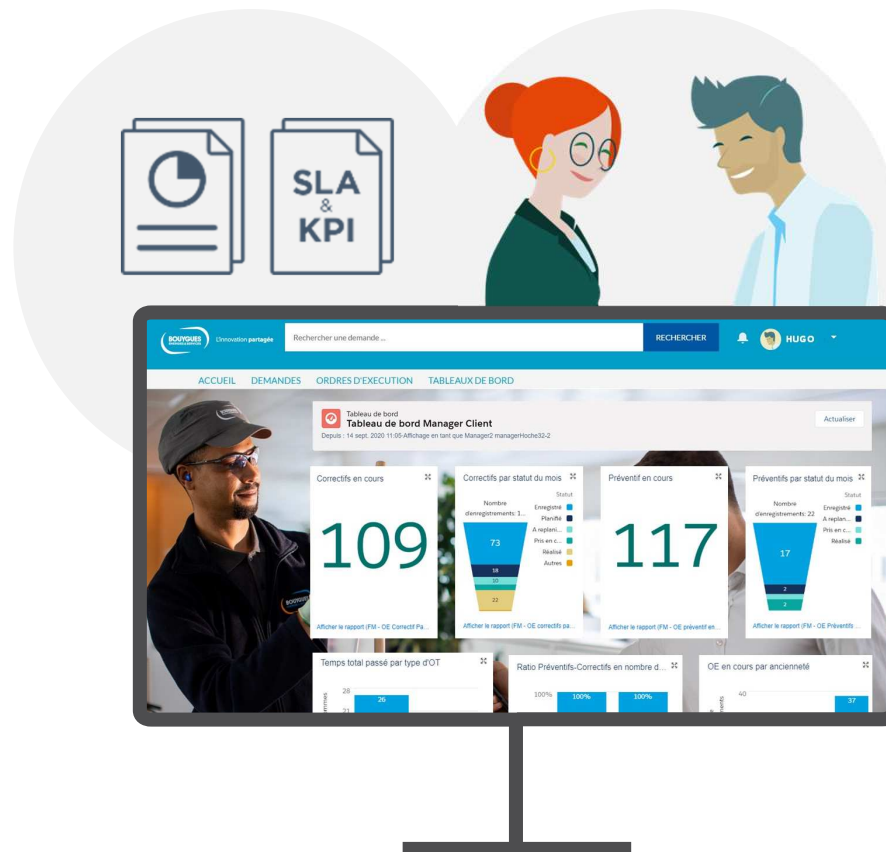 SLA
&
KPI
BOUYGUES
L'innovation partagée
Rechercher une demande ...
RECHERCHER
HUGO
ACCUEIL DEMANDES ORDRES D'EXECUTION TABLEAUX DE BORD
Tableau de bord
Tableau de bord Manager Client
Depuis : 14 sept. 2020 11:05-Affichage en tant que Manager2 managerHoche32-2
Actualiser
Correctifs en cours
109
Afficher le rapport (FM - OE Correctif Pa...
Correctifs par statut du mois
Statut
Nombre
d'enregistrements: 1...
Enregistré
Planifié
A replani...
Pris en c...
Réalisé
Autres
73
18
10
22
Afficher le rapport (FM - OE correctifs pa...
Préventif en cours
117
Afficher le rapport (FM - OE préventif en...
Préventifs par statut du mois
Statut
Nombre
d'enregistrements: 22
Enregistré
A replan...
Pris en c...
Réalisé
17
2
2
Afficher le rapport (FM - OE Préventifs ...
Temps total passé par type d'OT
28
26
21
Ratio Préventifs-Correctifs en nombre d...
100%
100%
100%
OE en cours par ancienneté
40
37
BOUYGUES